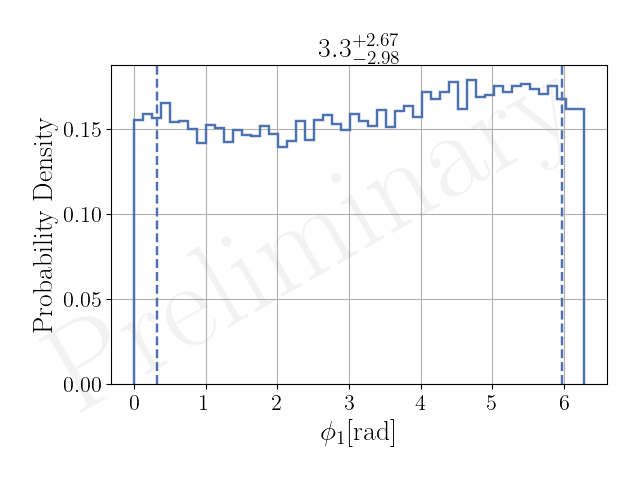 3.3^{+2.67}_{-2.98}
Probability Density
0.15
0.10
0.05
0.00
0 1 2 3 4 5 6
ϕ₁[rad]
Preliminary